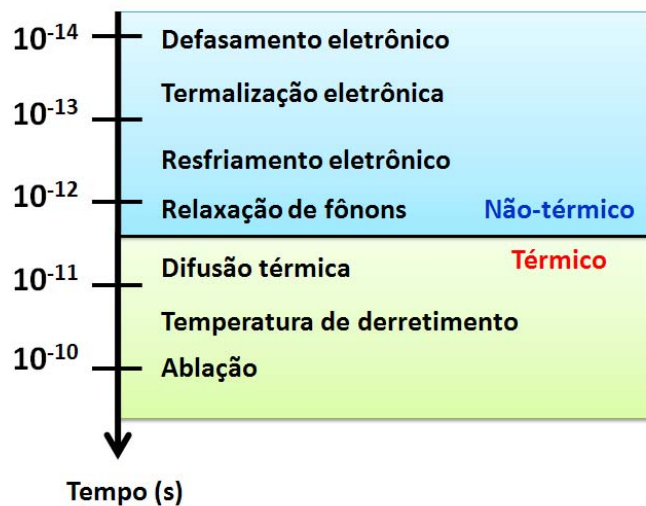 10-14 Defasamento eletrônico
Termalização eletrônica
10-13
Resfriamento eletrônico
10-12 Relaxação de fônons Não-térmico
Difusão térmica Térmico
10-11
Temperatura de derretimento
10-10 Ablação
Tempo (s)